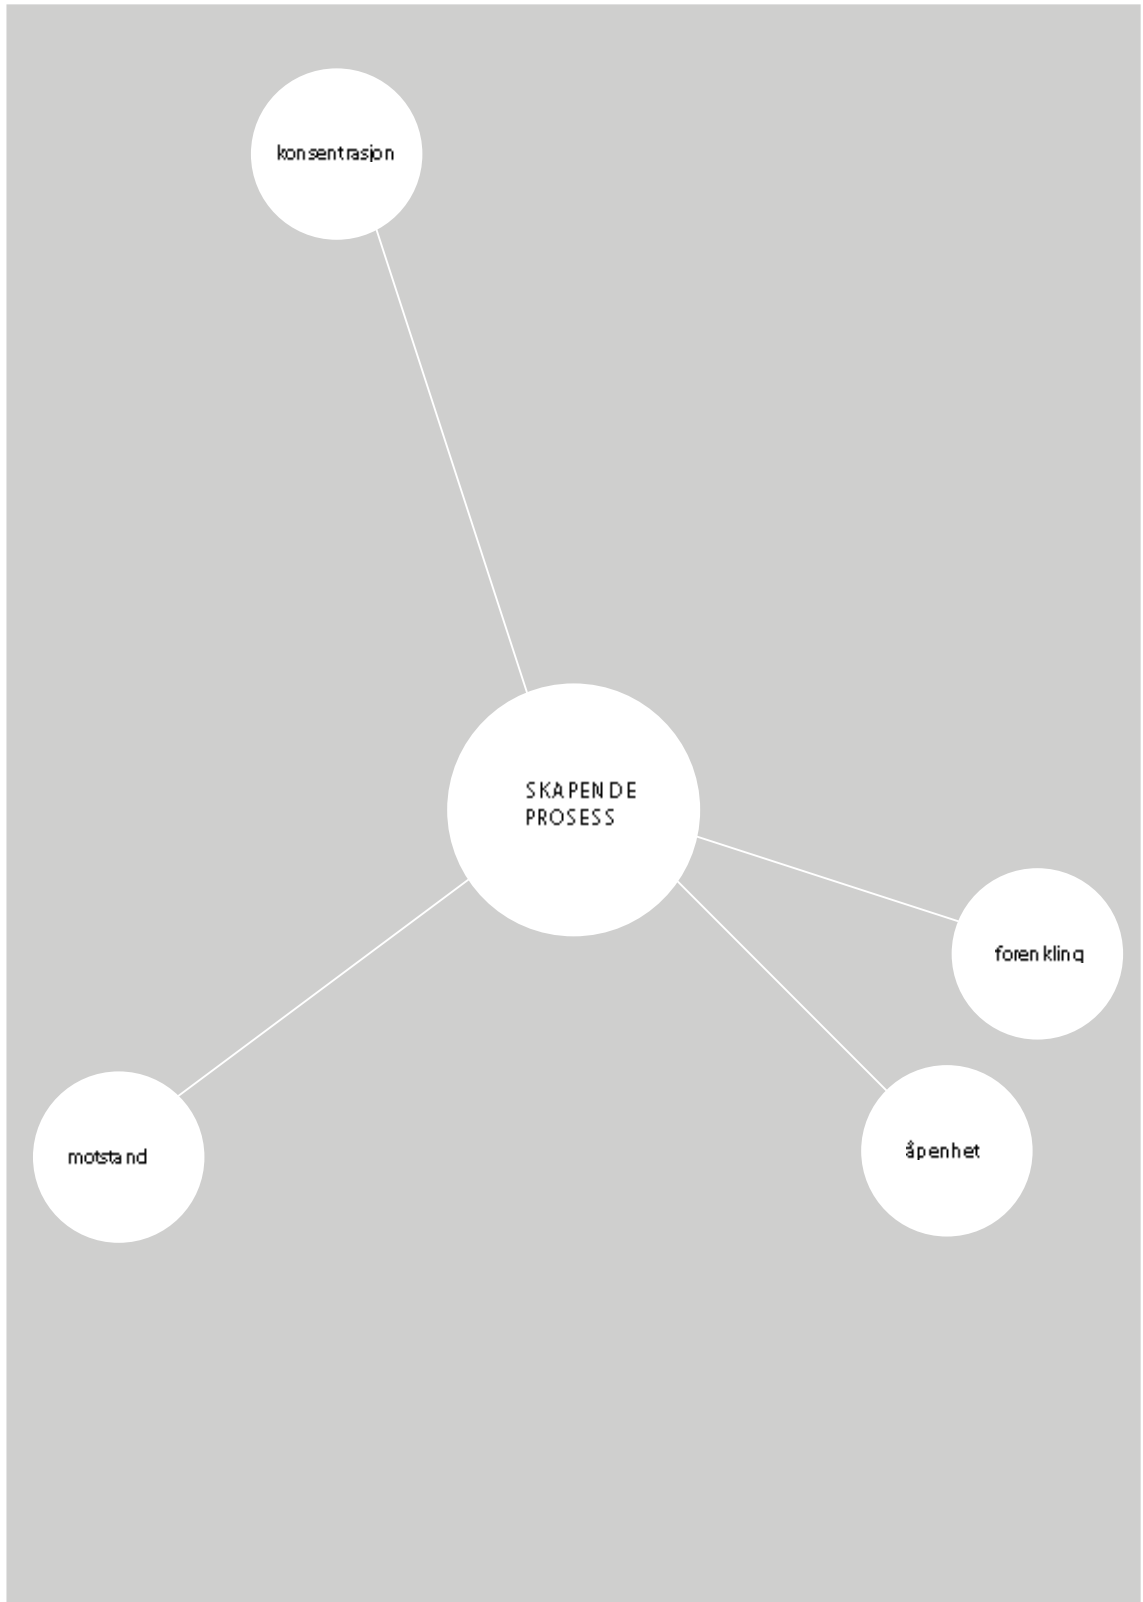 konsentrasjon
SKAPENDE
PROSESS
forenkling
åpenhet
motstand